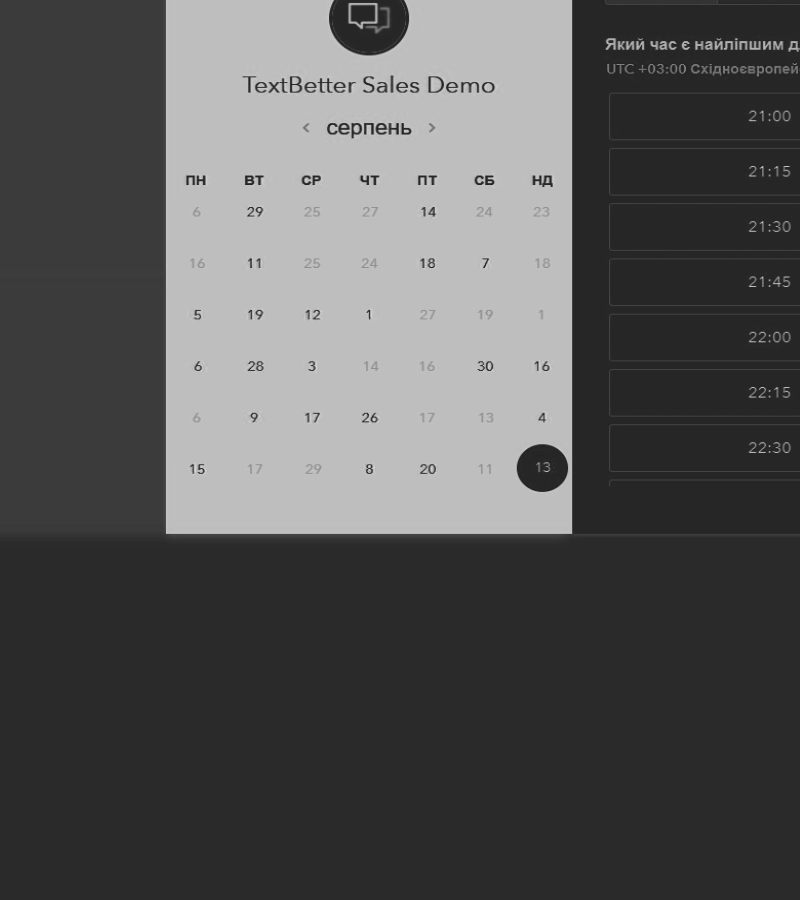 TextBetter Sales Demo
серпень
ПН ВТ СР ЧТ ПТ СБ НД
6 29 25 27 14 24 23
16 11 25 24 18 7 18
5 19 12 1 27 19 1
6 28 3 14 16 30 16
6 9 17 26 17 13 4
15 17 29 8 20 11 13
Який час є найліпшим д
UTC +03:00 Східноєвропей
21:00
21:15
21:30
21:45
22:00
22:15
22:30